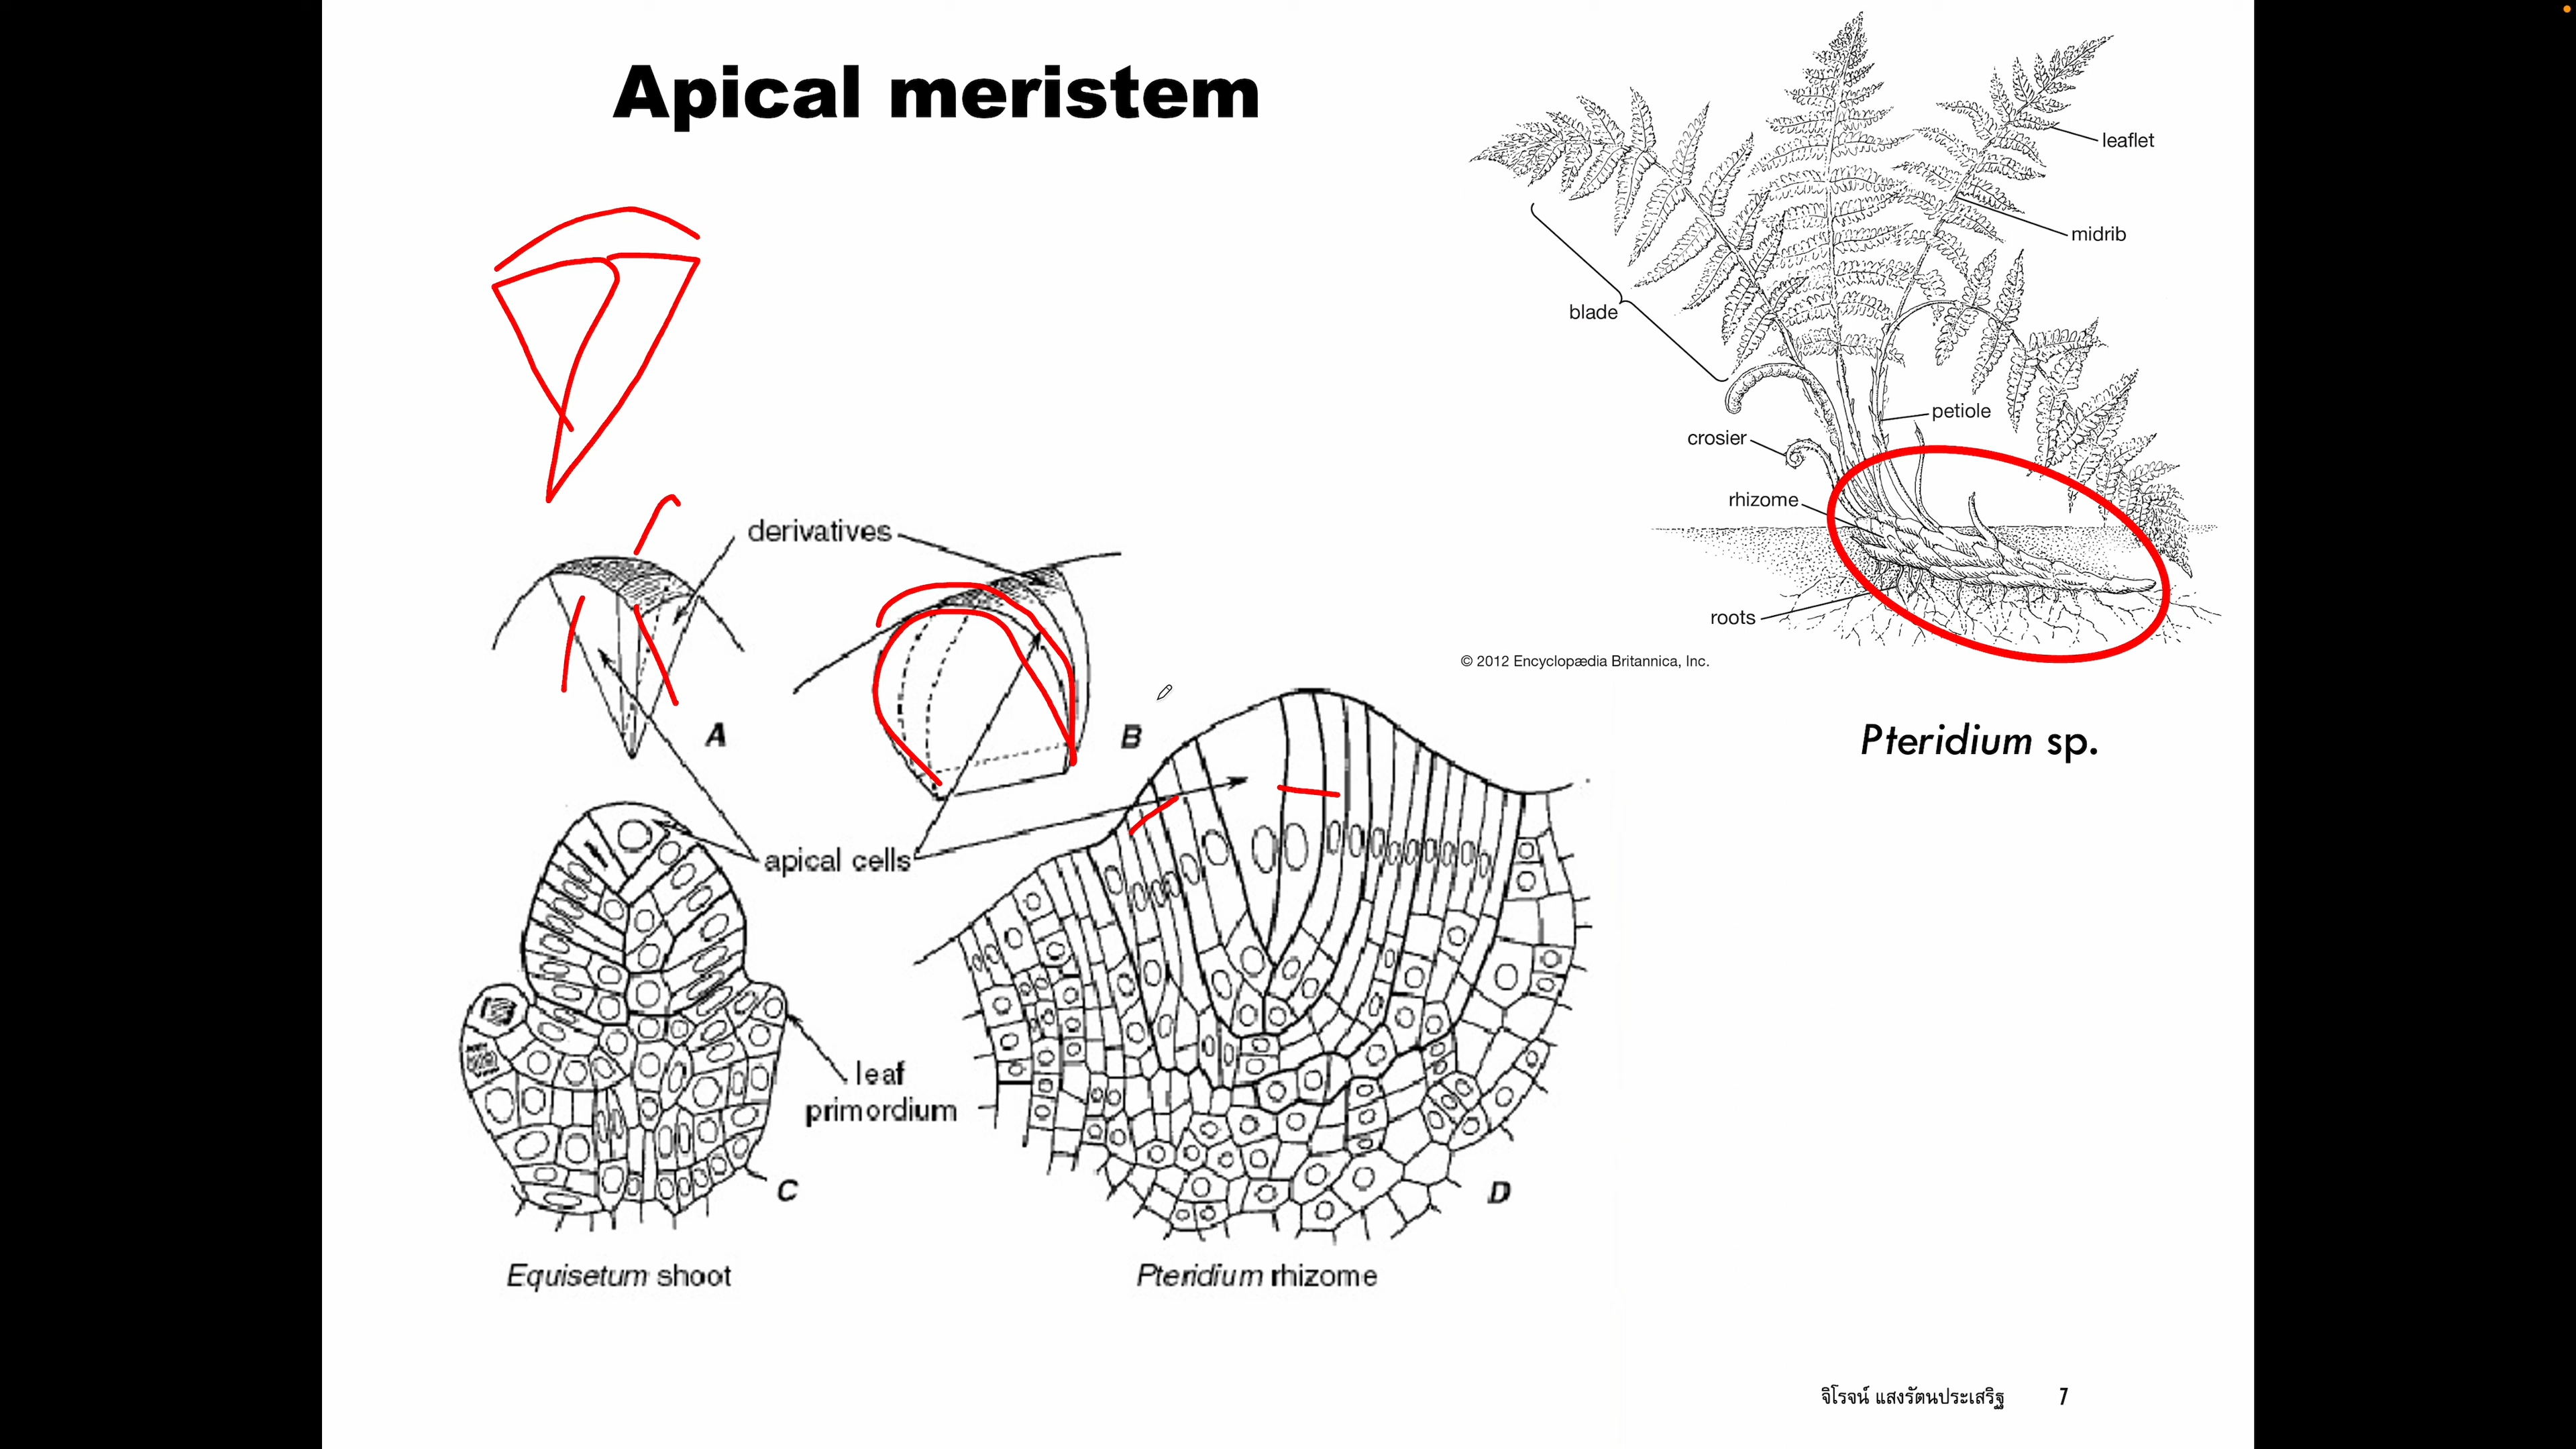 Apical meristem
leaflet
midrib
blade
petiole
crosier
rhizome
roots
© 2012 Encyclopædia Britannica, Inc.
Pteridium sp.
derivatives
A
B
apical cells
leaf
primordium
C
D
Equisetum shoot
Pteridium rhizome
จิโรจน์ แสงรัตนประเสริฐ 7